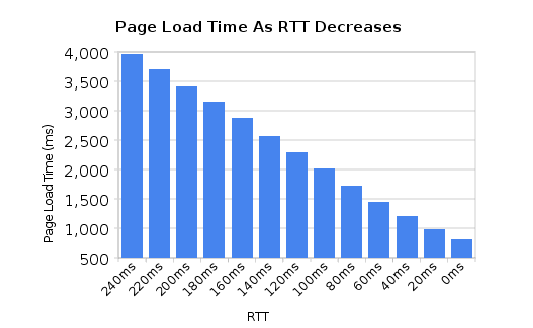 Page Load Time As RTT Decreases
4,000
3,500
3,000
2,500
2,000
1,500
1,000
500
Page Load Time (ms)
240ms
220ms
200ms
180ms
160ms
140ms
120ms
100ms
80ms
60ms
40ms
20ms
0ms
RTT